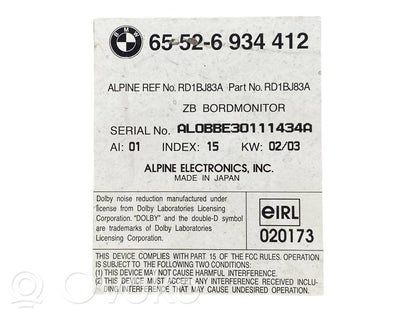 BMW 65 52-6 934 412
ALPINE REF No. RD1BJ83A Part No. RD1BJ83A
ZB BORDMONITOR
SERIAL No. AL0BBE30111434A
AI: 01 INDEX: 15 KW: 02/03
ALPINE ELECTRONICS, INC.
MADE IN JAPAN
Dolby noise reduction manufactured under
license from Dolby Laboratories Licensing
Corporation. "DOLBY" and the double-D symbol
are trademarks of Dolby Laboratories
Licensing Corporation.
eIRL
020173
THIS DEVICE COMPLIES WITH PART 15 OF THE FCC RULES. OPERATION
IS SUBJECT TO THE FOLLOWING TWO CONDITIONS:
(1) THIS DEVICE MAY NOT CAUSE HARMFUL INTERFERENCE.
(2) THIS DEVICE MUST ACCEPT ANY INTERFERENCE RECEIVED, INCLUDING
INTERFERENCE THAT MAY CAUSE UNDESIRED OPERATION.